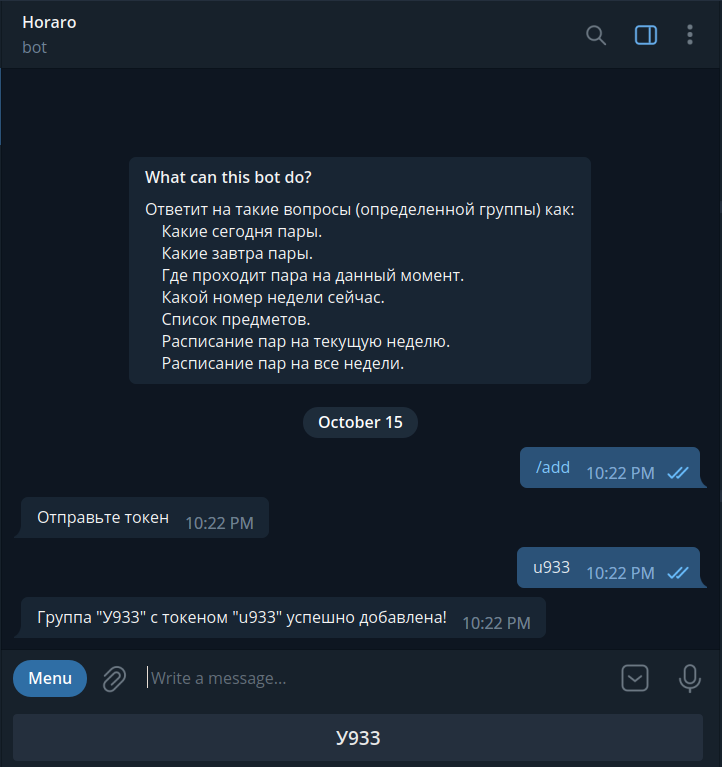 Horaro
bot
What can this bot do?
Ответит на такие вопросы (определенной группы) как:
Какие сегодня пары.
Какие завтра пары.
Где проходит пара на данный момент.
Какой номер недели сейчас.
Список предметов.
Расписание пар на текущую неделю.
Расписание пар на все недели.
October 15
/add 10:22 PM
Отправьте токен 10:22 PM
u933 10:22 PM
Группа "У933" с токеном "u933" успешно добавлена! 10:22 PM
Menu Write a message...
У933